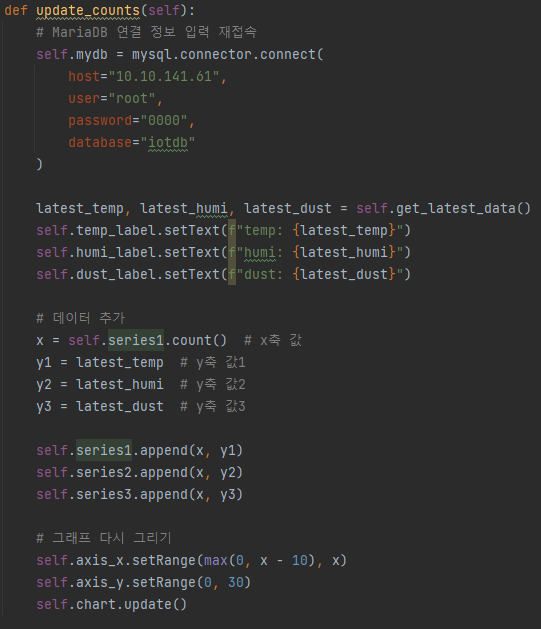 def update_counts(self):
    # MariaDB 연결 정보 입력 재접속
    self.mydb = mysql.connector.connect(
        host="10.10.141.61",
        user="root",
        password="0000",
        database="iotdb"
    )

    latest_temp, latest_humi, latest_dust = self.get_latest_data()
    self.temp_label.setText(f"temp: {latest_temp}")
    self.humi_label.setText(f"humi: {latest_humi}")
    self.dust_label.setText(f"dust: {latest_dust}")

    # 데이터 추가
    x = self.series1.count()  # x축 값
    y1 = latest_temp  # y축 값1
    y2 = latest_humi  # y축 값2
    y3 = latest_dust  # y축 값3

    self.series1.append(x, y1)
    self.series2.append(x, y2)
    self.series3.append(x, y3)

    # 그래프 다시 그리기
    self.axis_x.setRange(max(0, x - 10), x)
    self.axis_y.setRange(0, 30)
    self.chart.update()